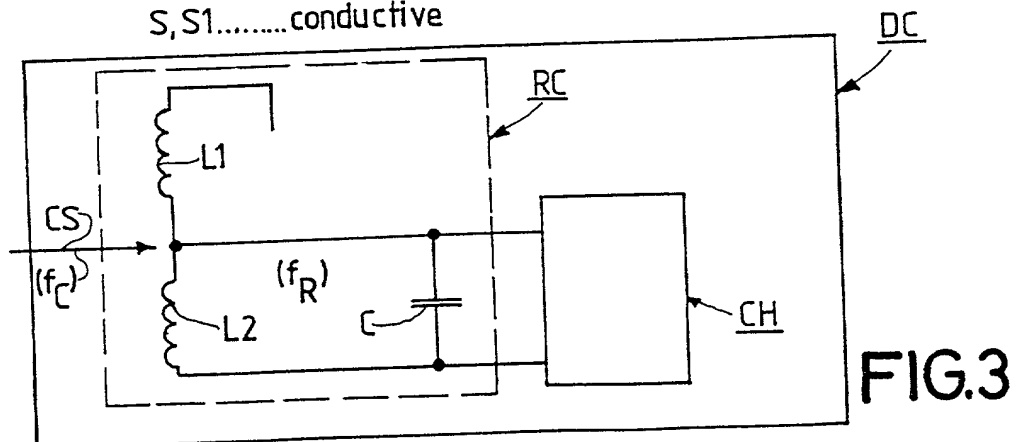 S,S1.........conductive
DC
RC
L1
CS
(fC)
(fR)
L2
C
CH
FIG.3